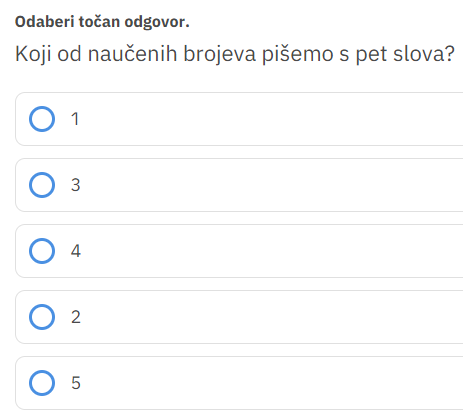 Odaberi točan odgovor.
Koji od naučenih brojeva pišemo s pet slova?
1
3
4
2
5